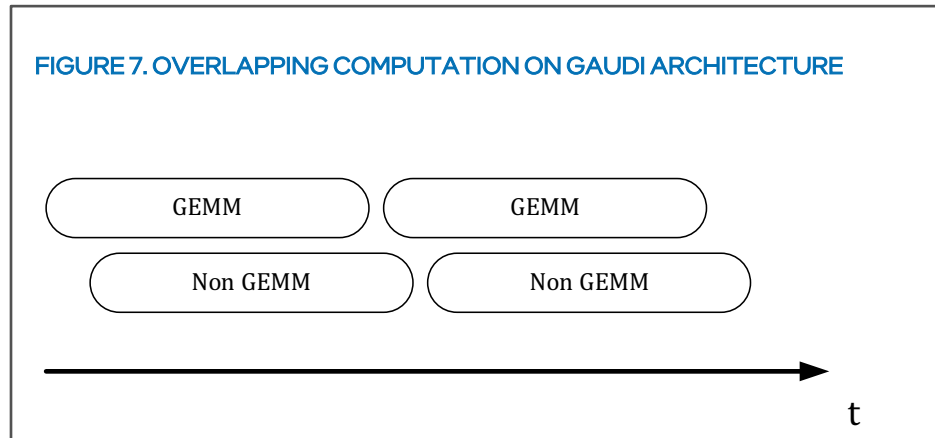 FIGURE 7. OVERLAPPING COMPUTATION ON GAUDI ARCHITECTURE
GEMM GEMM
Non GEMM Non GEMM
t